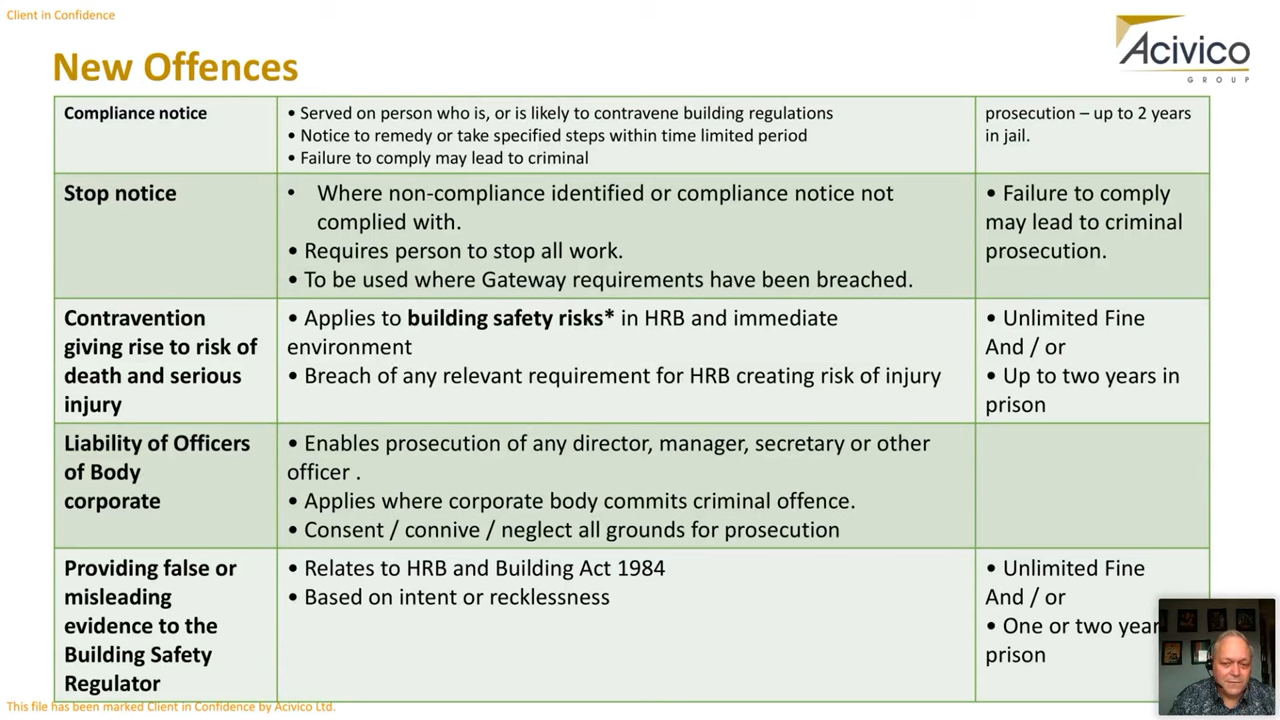 Client in Confidence
Acivico
GROUP
New Offences
Compliance notice
• Served on person who is, or is likely to contravene building regulations
• Notice to remedy or take specified steps within time limited period
• Failure to comply may lead to criminal
prosecution – up to 2 years
in jail.
Stop notice
• Where non-compliance identified or compliance notice not
complied with.
• Requires person to stop all work.
• To be used where Gateway requirements have been breached.
• Failure to comply
may lead to criminal
prosecution.
Contravention
giving rise to risk of
death and serious
injury
• Applies to building safety risks* in HRB and immediate
environment
• Breach of any relevant requirement for HRB creating risk of injury
• Unlimited Fine
And / or
• Up to two years in
prison
Liability of Officers
of Body
corporate
• Enables prosecution of any director, manager, secretary or other
officer .
• Applies where corporate body commits criminal offence.
• Consent / connive / neglect all grounds for prosecution
Providing false or
misleading
evidence to the
Building Safety
Regulator
• Relates to HRB and Building Act 1984
• Based on intent or recklessness
• Unlimited Fine
And / or
• One or two year
prison
This file has been marked Client in Confidence by Acivico Ltd.